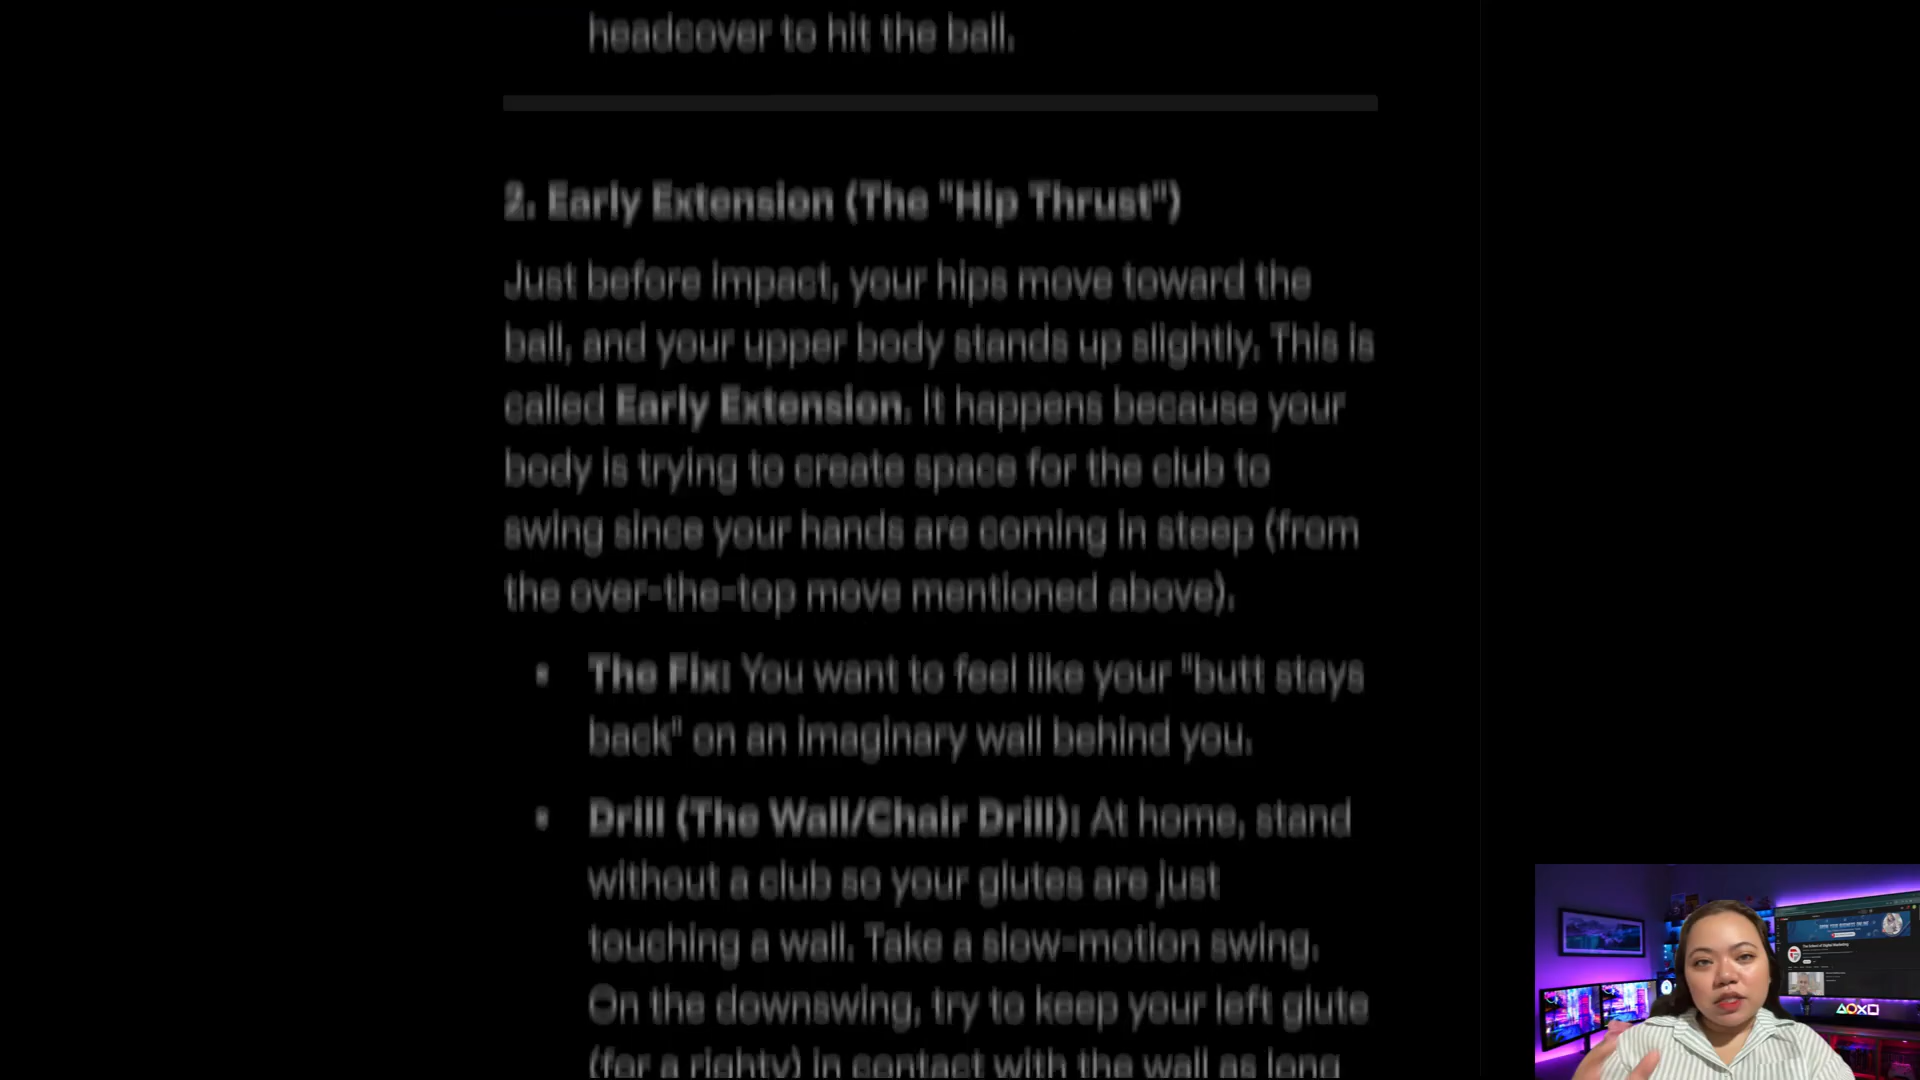 headcover to hit the ball.
2. Early Extension (The "Hip Thrust")
Just before impact, your hips move toward the
ball, and your upper body stands up slightly. This is
called Early Extension. It happens because your
body is trying to create space for the club to
swing since your hands are coming in steep (from
the over-the-top move mentioned above).
• The Fix: You want to feel like your "butt stays
back" on an imaginary wall behind you.
• Drill (The Wall/Chair Drill): At home, stand
without a club so your glutes are just
touching a wall. Take a slow-motion swing.
On the downswing, try to keep your left glute
(for a righty) in contact with the wall as long